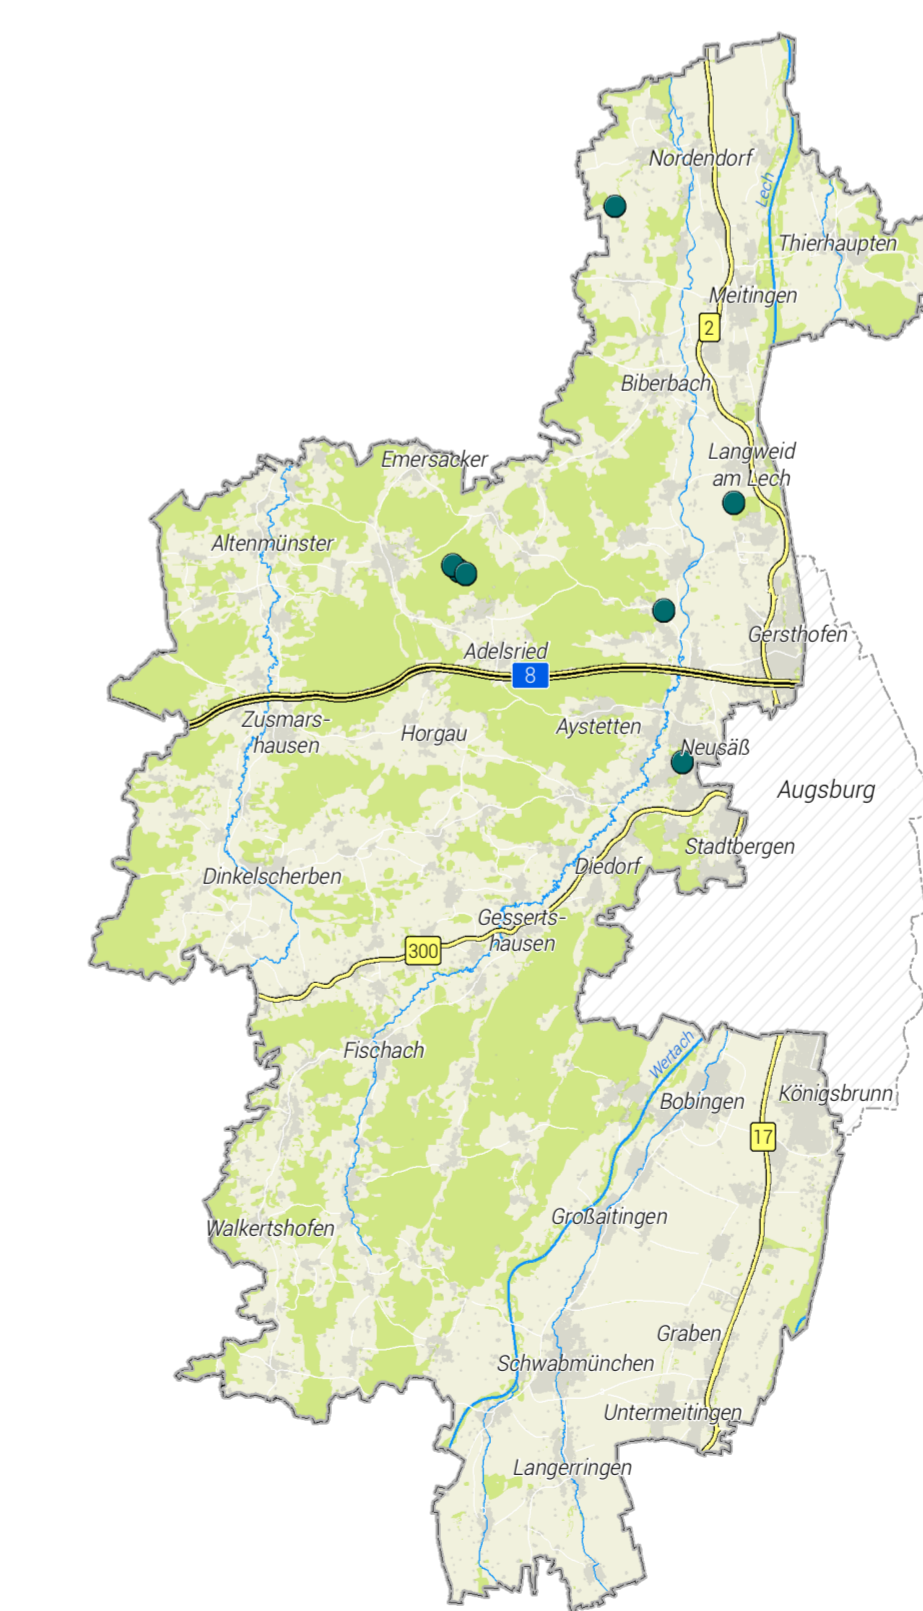 Nordendorf
Lech
Thierhaupten
Meitingen
2
Biberbach
Langweid
am Lech
Emersacker
Altenmünster
Gersthofen
Adelsried
8
Zusmars-
hausen
Horgau
Aystetten
Neusäß
Augsburg
Stadtbergen
Diedorf
Dinkelscherben
Gesserts-
hausen
300
Fischach
Wertach
Königsbrunn
Bobingen
17
Großaitingen
Walkertshofen
Graben
Schwabmünchen
Untermeitingen
Langerringen